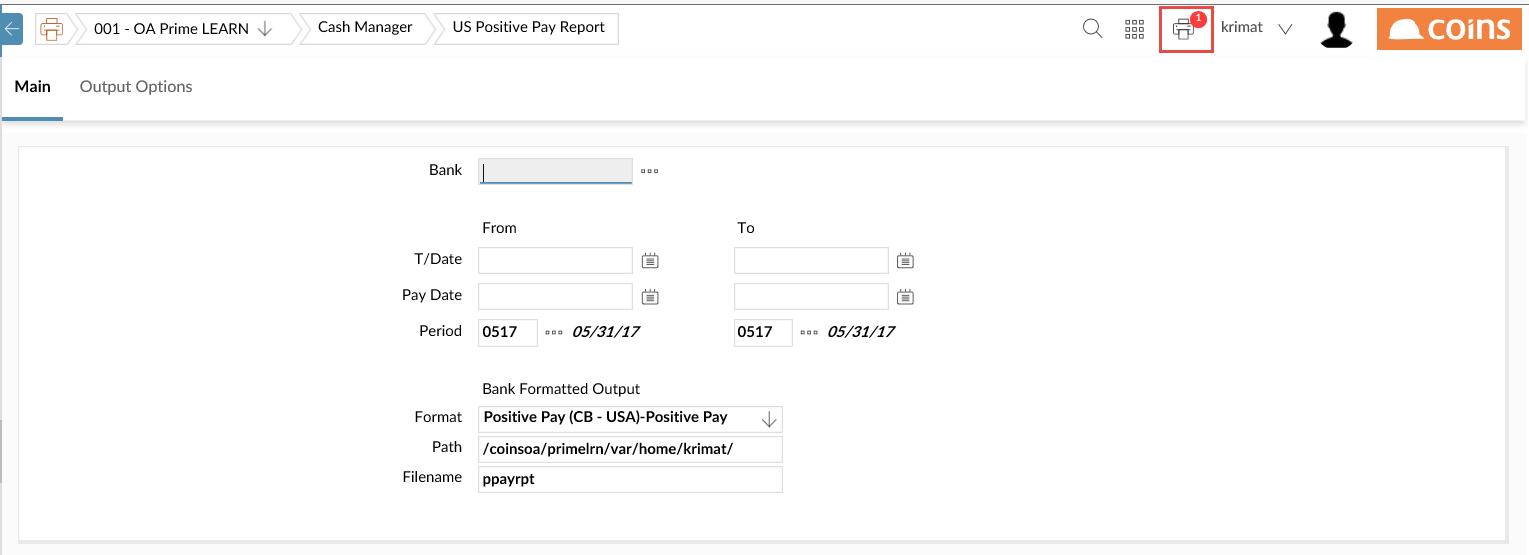 001 - OA Prime LEARN Cash Manager US Positive Pay Report 1 krimat coins
Main Output Options
Bank
From To
T/Date
Pay Date
Period 0517 05/31/17 0517 05/31/17
Bank Formatted Output
Format Positive Pay (CB - USA)-Positive Pay
Path /coinsoa/primelrn/var/home/krimat/
Filename ppayrpt